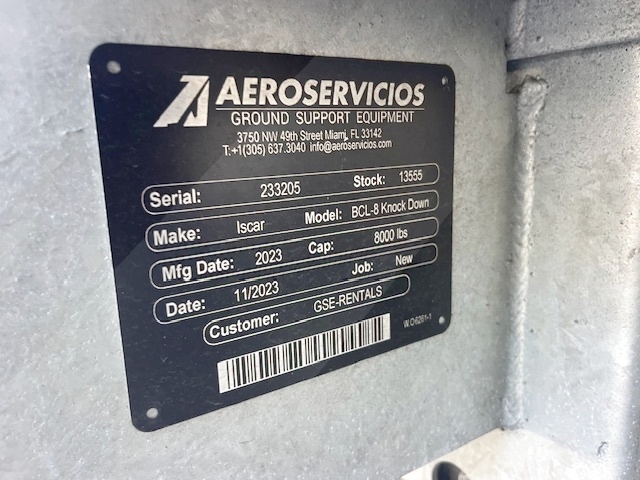 AEROSERVICIOS
GROUND SUPPORT EQUIPMENT
3750 NW 49th Street Miami, FL 33142
T:+1(305) 637.3040 info@aeroservicios.com
Serial: 233205 Stock: 13555
Make: Iscar Model: BCL-8 Knock Down
Mfg Date: 2023 Cap: 8000 lbs
Date: 11/2023 Job: New
Customer: GSE-RENTALS
W.O6261-1